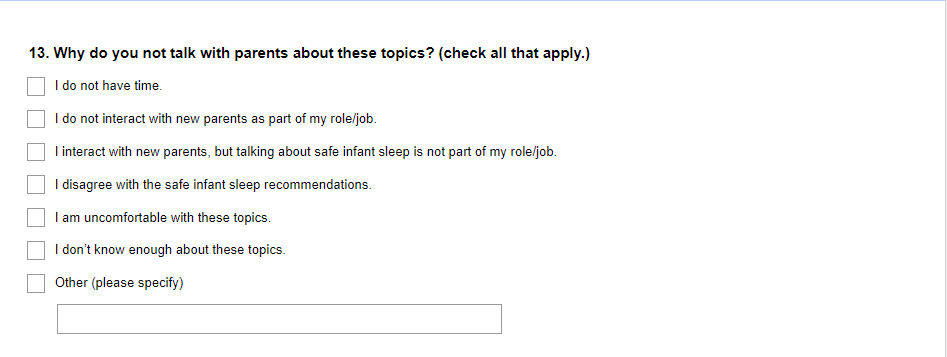 13. Why do you not talk with parents about these topics? (check all that apply.)
I do not have time.
I do not interact with new parents as part of my role/job.
I interact with new parents, but talking about safe infant sleep is not part of my role/job.
I disagree with the safe infant sleep recommendations.
I am uncomfortable with these topics.
I don't know enough about these topics.
Other (please specify)